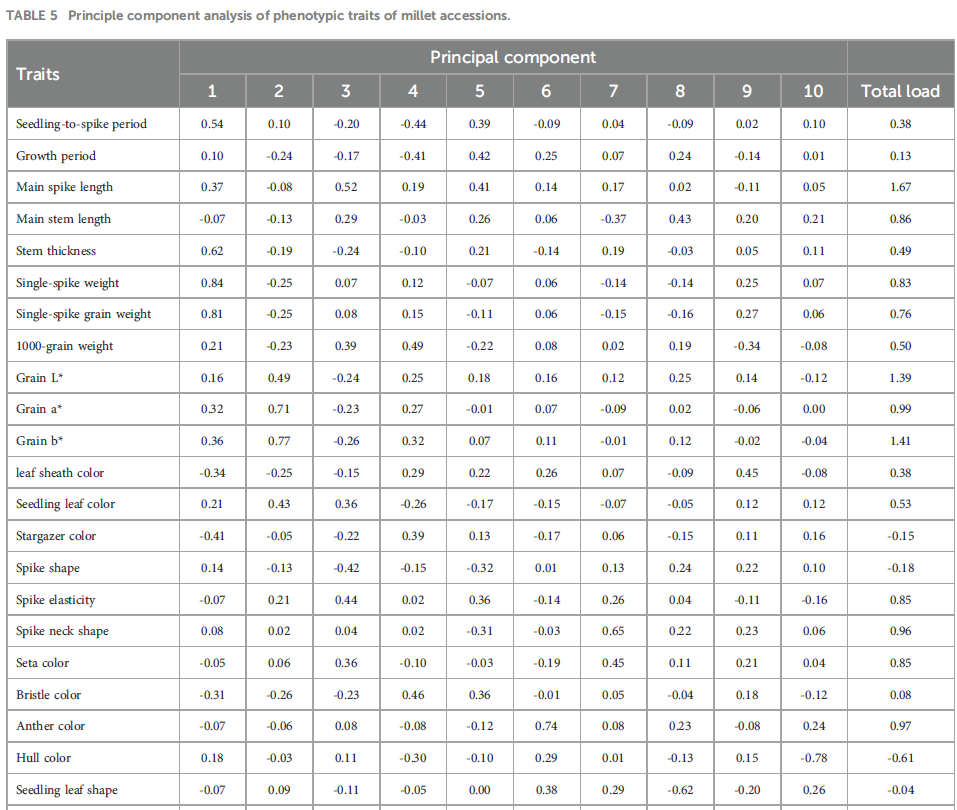 TABLE 5 Principle component analysis of phenotypic traits of millet accessions.
Traits Principal component
1 2 3 4 5 6 7 8 9 10 Total load
Seedling-to-spike period 0.54 0.10 -0.20 -0.44 0.39 -0.09 0.04 -0.09 0.02 0.10 0.38
Growth period 0.10 -0.24 -0.17 -0.41 0.42 0.25 0.07 0.24 -0.14 0.01 0.13
Main spike length 0.37 -0.08 0.52 0.19 0.41 0.14 0.17 0.02 -0.11 0.05 1.67
Main stem length -0.07 -0.13 0.29 -0.03 0.26 0.06 -0.37 0.43 0.20 0.21 0.86
Stem thickness 0.62 -0.19 -0.24 -0.10 0.21 -0.14 0.19 -0.03 0.05 0.11 0.49
Single-spike weight 0.84 -0.25 0.07 0.12 -0.07 0.06 -0.14 -0.14 0.25 0.07 0.83
Single-spike grain weight 0.81 -0.25 0.08 0.15 -0.11 0.06 -0.15 -0.16 0.27 0.06 0.76
1000-grain weight 0.21 -0.23 0.39 0.49 -0.22 0.08 0.02 0.19 -0.34 -0.08 0.50
Grain L* 0.16 0.49 -0.24 0.25 0.18 0.16 0.12 0.25 0.14 -0.12 1.39
Grain a* 0.32 0.71 -0.23 0.27 -0.01 0.07 -0.09 0.02 -0.06 0.00 0.99
Grain b* 0.36 0.77 -0.26 0.32 0.07 0.11 -0.01 0.12 -0.02 -0.04 1.41
leaf sheath color -0.34 -0.25 -0.15 0.29 0.22 0.26 0.07 -0.09 0.45 -0.08 0.38
Seedling leaf color 0.21 0.43 0.36 -0.26 -0.17 -0.15 -0.07 -0.05 0.12 0.12 0.53
Stargazer color -0.41 -0.05 -0.22 0.39 0.13 -0.17 0.06 -0.15 0.11 0.16 -0.15
Spike shape 0.14 -0.13 -0.42 -0.15 -0.32 0.01 0.13 0.24 0.22 0.10 -0.18
Spike elasticity -0.07 0.21 0.44 0.02 0.36 -0.14 0.26 0.04 -0.11 -0.16 0.85
Spike neck shape 0.08 0.02 0.04 0.02 -0.31 -0.03 0.65 0.22 0.23 0.06 0.96
Seta color -0.05 0.06 0.36 -0.10 -0.03 -0.19 0.45 0.11 0.21 0.04 0.85
Bristle color -0.31 -0.26 -0.23 0.46 0.36 -0.01 0.05 -0.04 0.18 -0.12 0.08
Anther color -0.07 -0.06 0.08 -0.08 -0.12 0.74 0.08 0.23 -0.08 0.24 0.97
Hull color 0.18 -0.03 0.11 -0.30 -0.10 0.29 0.01 -0.13 0.15 -0.78 -0.61
Seedling leaf shape -0.07 0.09 -0.11 -0.05 0.00 0.38 0.29 -0.62 -0.20 0.26 -0.04